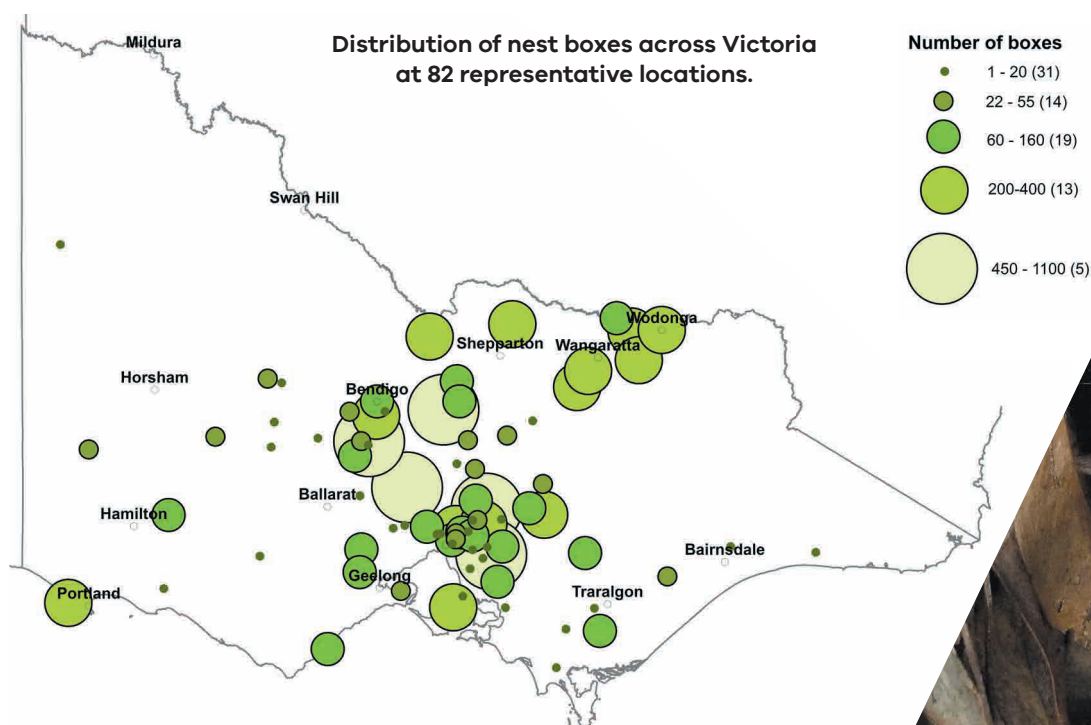 Distribution of nest boxes across Victoria
at 82 representative locations.
Number of boxes
1 - 20 (31)
22 - 55 (14)
60 - 160 (19)
200-400 (13)
450 - 1100 (5)
Mildura
Swan Hill
Wodonga
Shepparton
Wangaratta
Horsham
Bendigo
Ballarat
Hamilton
Bairnsdale
Geelong
Traralgon
Portland